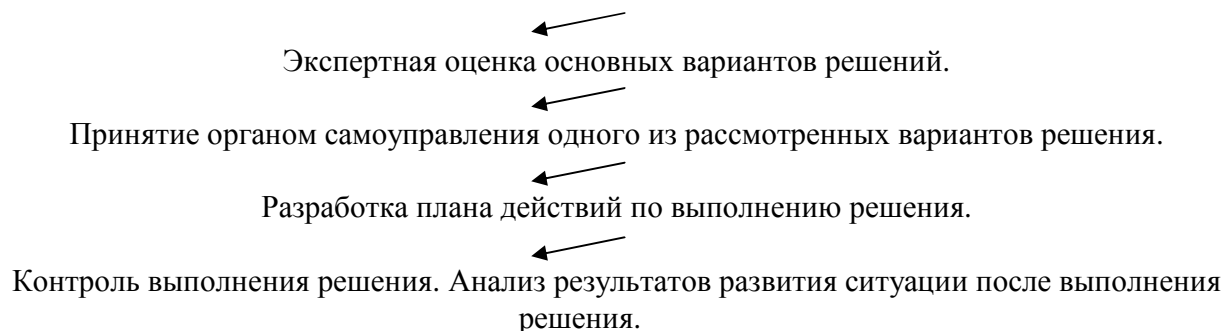 Экспертная оценка основных вариантов решений.
Принятие органом самоуправления одного из рассмотренных вариантов решения.
Разработка плана действий по выполнению решения.
Контроль выполнения решения. Анализ результатов развития ситуации после выполнения
решения.